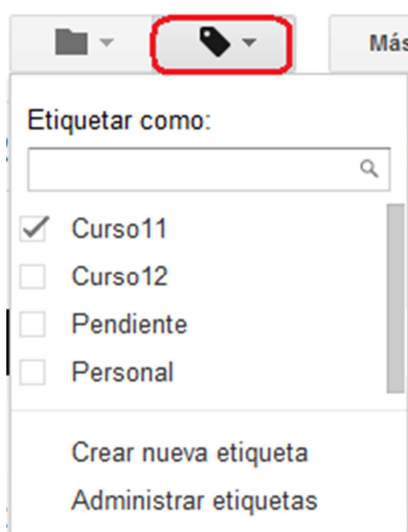 Más
Etiquetar como:
Curso11
Curso12
Pendiente
Personal
Crear nueva etiqueta
Administrar etiquetas